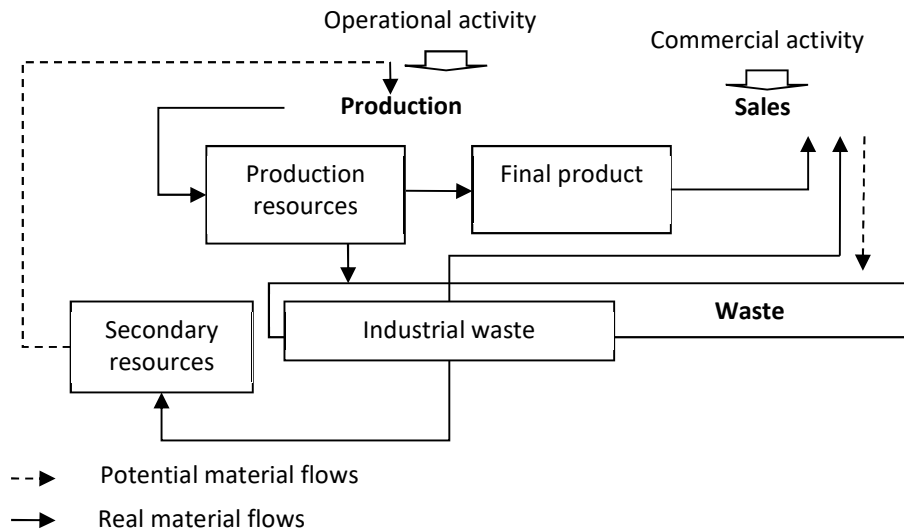 Operational activity
Commercial activity
Production
Sales
Production
resources
Final product
Waste
Industrial waste
Secondary
resources
Potential material flows
Real material flows